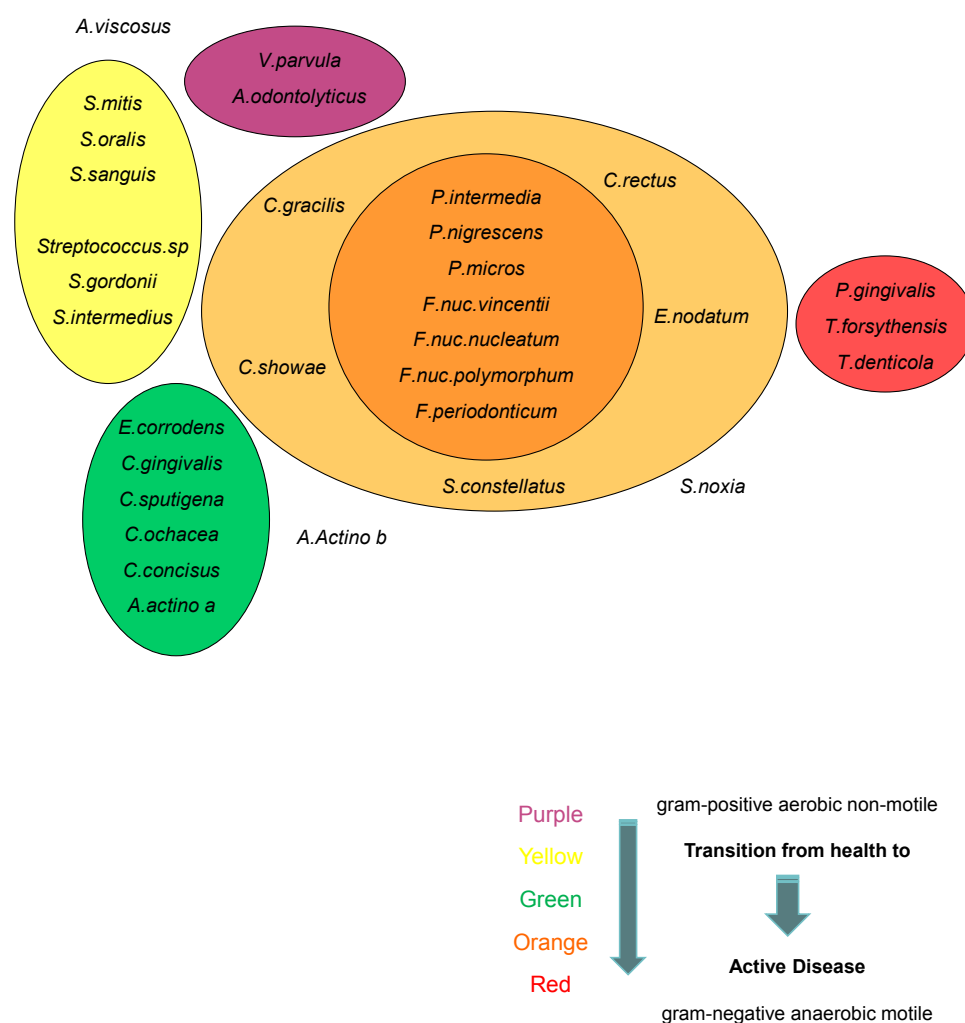 A.viscosus
V.parvula
A.odontolyticus
S.mitis
S.oralis
S.sanguis
Streptococcus.sp
S.gordonii
S.intermedius
C.gracilis
C.rectus
P.intermedia
P.nigrescens
P.micros
F.nuc.vincentii
F.nuc.nucleatum
F.nuc.polymorphum
F.periodonticum
E.nodatum
C.showae
S.constellatus
S.noxia
P.gingivalis
T.forsythensis
T.denticola
E.corrodens
C.gingivalis
C.sputigena
C.ochacea
C.concisus
A.actino a
A.Actino b
Purple
Yellow
Green
Orange
Red
gram-positive aerobic non-motile
Transition from health to
Active Disease
gram-negative anaerobic motile